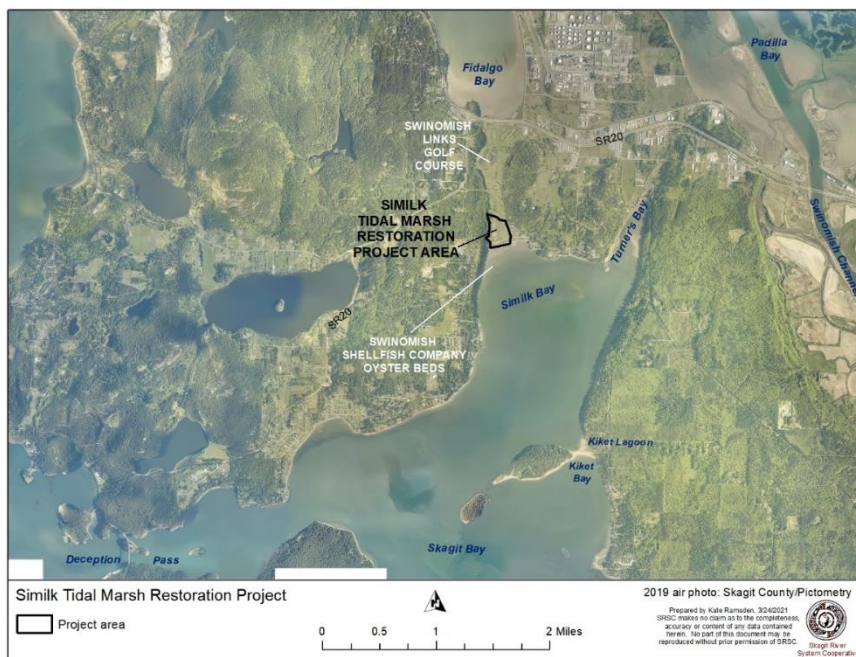 Fidalgo
Bay
Padilla
Bay
SWINOMISH
LINKS
GOLF
COURSE
SR20
SIMILK
TIDAL MARSH
RESTORATION
PROJECT AREA
Turner's Bay
Swinomish Channel
Similk Bay
SR20
SWINOMISH
SHELLFISH COMPANY
OYSTER BEDS
Kiket Lagoon
Kiket
Bay
Skagit Bay
Deception Pass
Similk Tidal Marsh Restoration Project
Project area
0 0.5 1 2 Miles
N
2019 air photo: Skagit County/Pictometry
Prepared by Kate Ramsden, 3/24/2021
SRSC makes no claim as to the completeness,
accuracy or content of any data contained
herein. No part of this document may be
reproduced without prior permission of SRSC.
Skagit River
System Cooperative